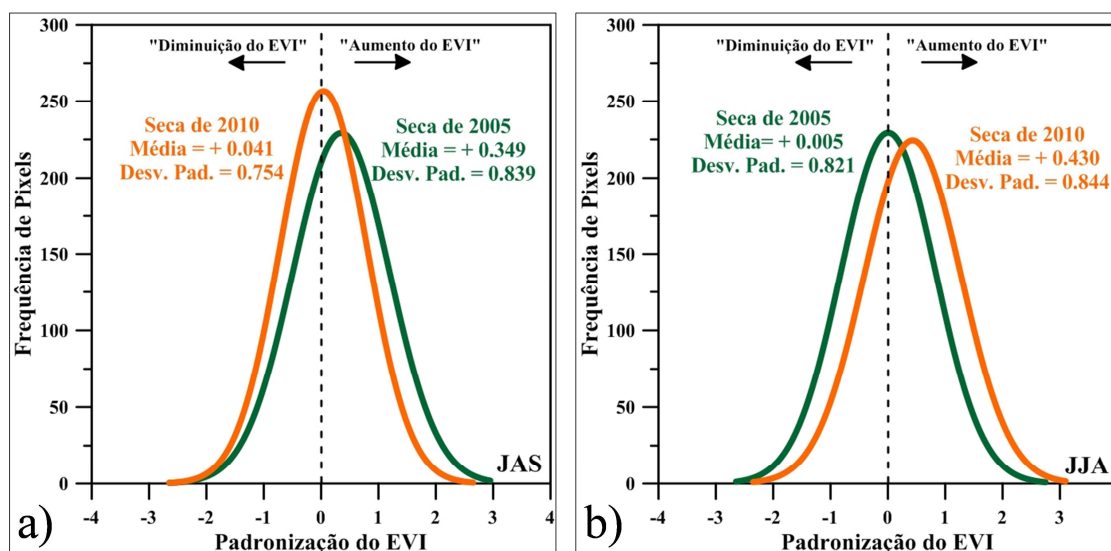 300
250
200
150
100
50
0
Frequência de Pixels
"Diminuição do EVI" "Aumento do EVI"
Seca de 2010
Média = + 0.041
Desv. Pad. = 0.754
Seca de 2005
Média = + 0.349
Desv. Pad. = 0.839
JAS
-4 -3 -2 -1 0 1 2 3 4
Padronização do EVI
a)
300
250
200
150
100
50
0
Frequência de Pixels
"Diminuição do EVI" "Aumento do EVI"
Seca de 2005
Média= + 0.005
Desv. Pad. = 0.821
Seca de 2010
Média = + 0.430
Desv. Pad. = 0.844
JJA
-4 -3 -2 -1 0 1 2 3
Padronização do EVI
b)